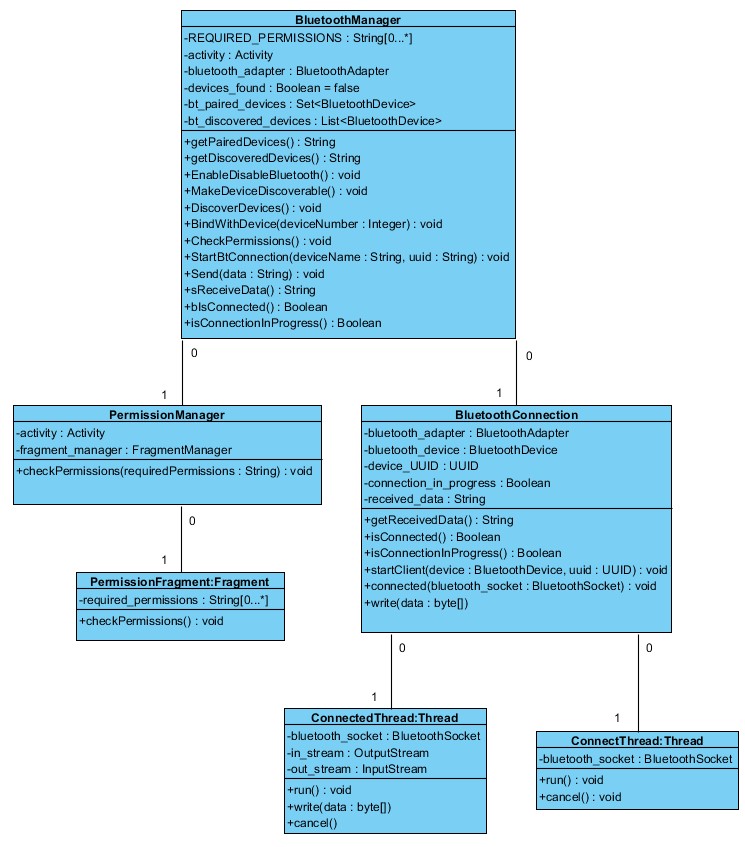 BluetoothManager
-REQUIRED_PERMISSIONS : String[0...*]
-activity : Activity
-bluetooth_adapter : BluetoothAdapter
-devices_found : Boolean = false
-bt_paired_devices : Set<BluetoothDevice>
-bt_discovered_devices : List<BluetoothDevice>
+getPairedDevices() : String
+getDiscoveredDevices() : String
+EnableDisableBluetooth() : void
+MakeDeviceDiscoverable() : void
+DiscoverDevices() : void
+BindWithDevice(deviceNumber : Integer) : void
+CheckPermissions() : void
+StartBtConnection(deviceName : String, uuid : String) : void
+Send(data : String) : void
+sReceiveData() : String
+bIsConnected() : Boolean
+isConnectionInProgress() : Boolean
0
0
1
1
PermissionManager
-activity : Activity
-fragment_manager : FragmentManager
+checkPermissions(requiredPermissions : String) : void
BluetoothConnection
-bluetooth_adapter : BluetoothAdapter
-bluetooth_device : BluetoothDevice
-device_UUID : UUID
-connection_in_progress : Boolean
-received_data : String
+getReceivedData() : String
+isConnected() : Boolean
+isConnectionInProgress() : Boolean
+startClient(device : BluetoothDevice, uuid : UUID) : void
+connected(bluetooth_socket : BluetoothSocket) : void
+write(data : byte[])
0
1
PermissionFragment:Fragment
-required_permissions : String[0...*]
+checkPermissions() : void
0
0
1
1
ConnectedThread:Thread
-bluetooth_socket : BluetoothSocket
-in_stream : OutputStream
-out_stream : InputStream
+run() : void
+write(data : byte[])
+cancel()
ConnectThread:Thread
-bluetooth_socket : BluetoothSocket
+run() : void
+cancel() : void